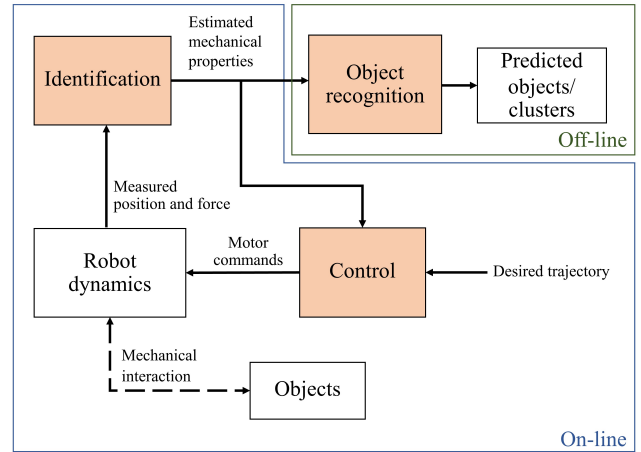 Estimated
mechanical
properties
Identification
Object
recognition
Predicted
objects/
clusters
Off-line
Measured
position and force
Robot
dynamics
Motor
commands
Control
Desired trajectory
Mechanical
interaction
Objects
On-line